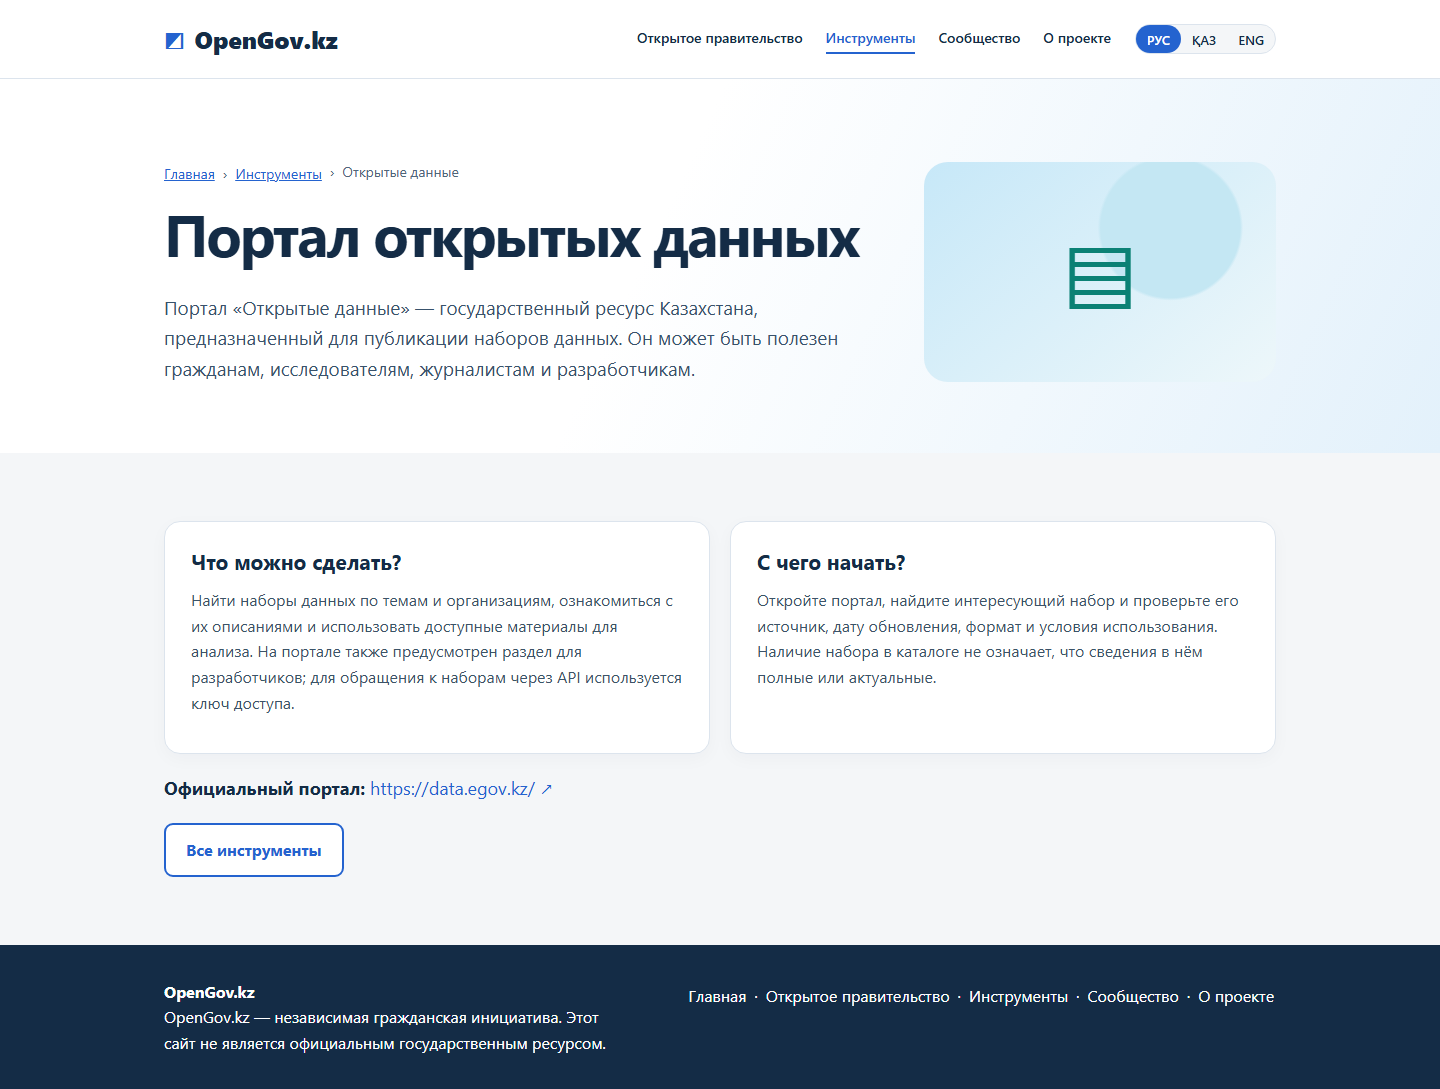 OpenGov.kz
Открытое правительство Инструменты Сообщество О проекте РУС ҚАЗ ENG
Главная › Инструменты › Открытые данные
Портал открытых данных
Портал «Открытые данные» — государственный ресурс Казахстана,
предназначенный для публикации наборов данных. Он может быть полезен
гражданам, исследователям, журналистам и разработчикам.
Что можно сделать?
Найти наборы данных по темам и организациям, ознакомиться с
их описаниями и использовать доступные материалы для
анализа. На портале также предусмотрен раздел для
разработчиков; для обращения к наборам через API используется
ключ доступа.
С чего начать?
Откройте портал, найдите интересующий набор и проверьте его
источник, дату обновления, формат и условия использования.
Наличие набора в каталоге не означает, что сведения в нём
полные или актуальные.
Официальный портал: https://data.egov.kz/ ↗
Все инструменты
OpenGov.kz
OpenGov.kz — независимая гражданская инициатива. Этот
сайт не является официальным государственным ресурсом.
Главная · Открытое правительство · Инструменты · Сообщество · О проекте